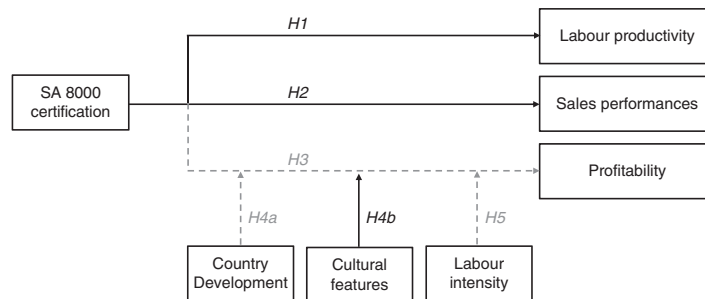 H1
Labour productivity
SA 8000
certification
H2
Sales performances
H3
Profitability
H4a
H4b
H5
Country
Development
Cultural
features
Labour
intensity